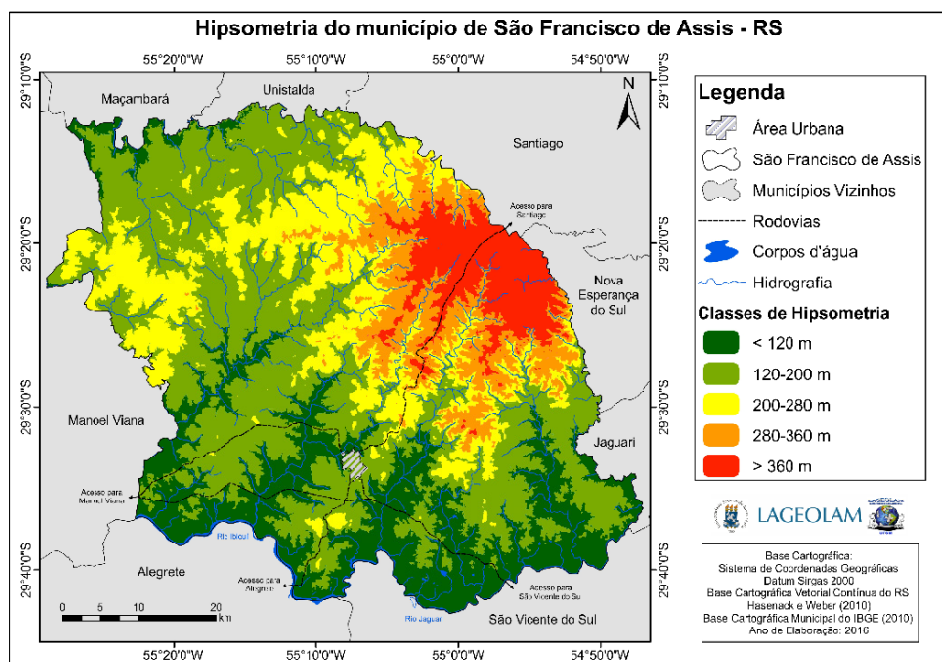 Hipsometria do município de São Francisco de Assis - RS
55°20'0"W 55°10'0"W 55°0'0"W 54°50'0"W
29°10'0"S 29°10'0"S
Maçambará
Unistalda
N
Santiago
Acesso para
Santiago
29°20'0"S 29°20'0"S
Nova
Esperança
do Sul
29°30'0"S 29°30'0"S
Manoel Viana
Jaguari
Acesso para
Manoel Viana
Rio Ibicuí
29°40'0"S 29°40'0"S
Alegrete
Acesso para
Alegrete
Acesso para
São Vicente do Sul
Rio Jaguari
São Vicente do Sul
0 5 10 20
km
55°20'0"W 55°10'0"W 55°0'0"W 54°50'0"W
Legenda
Área Urbana
São Francisco de Assis
Municípios Vizinhos
Rodovias
Corpos d'água
Hidrografia
Classes de Hipsometria
< 120 m
120-200 m
200-280 m
280-360 m
> 360 m
LAGEOLAM
Base Cartográfica:
Sistema de Coordenadas Geográficas
Datum Sirgas 2000
Base Cartográfica Vetorial Contínua do RS
Hasenack e Weber (2010)
Base Cartográfica Municipal do IBGE (2010)
Ano de Elaboração: 2016